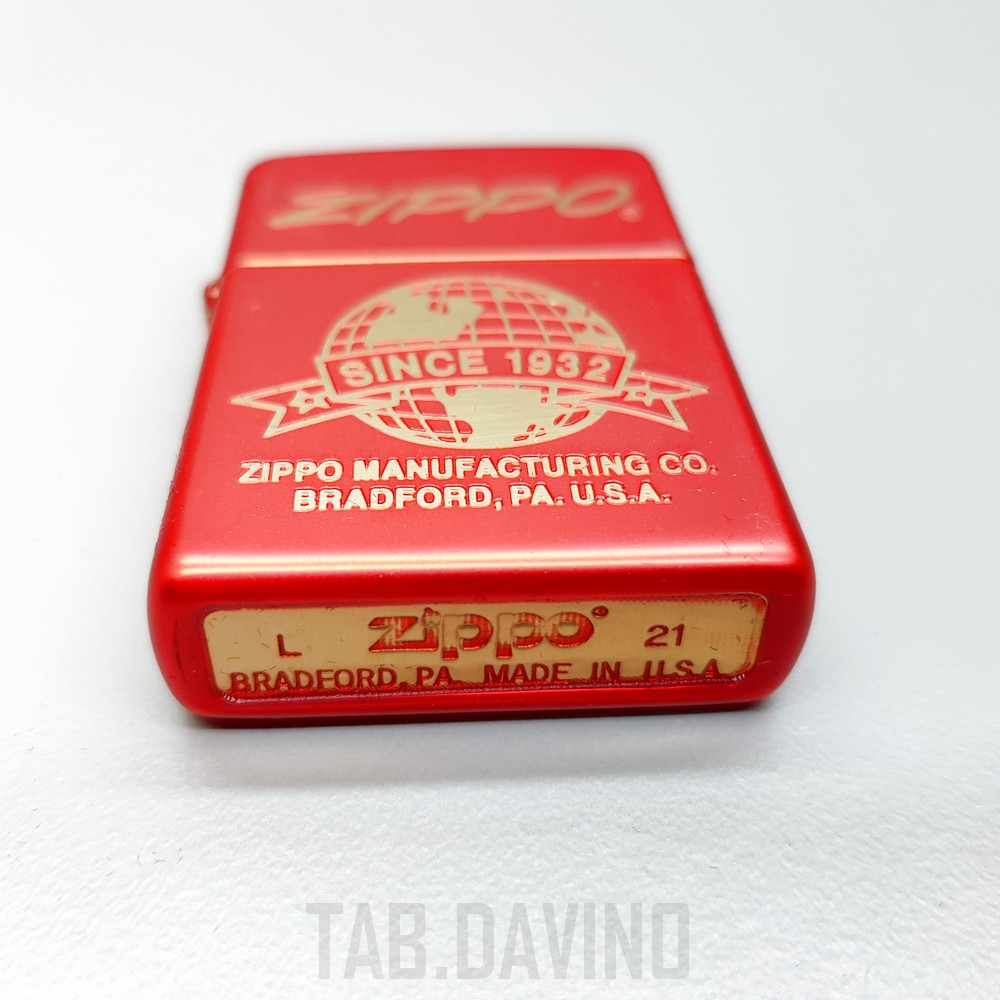 ZIPPO
SINCE 1932
ZIPPO MANUFACTURING CO.
BRADFORD, PA. U.S.A.
L zippo® 21
BRADFORD, PA. MADE IN U.S.A.
TAB.DAVINO